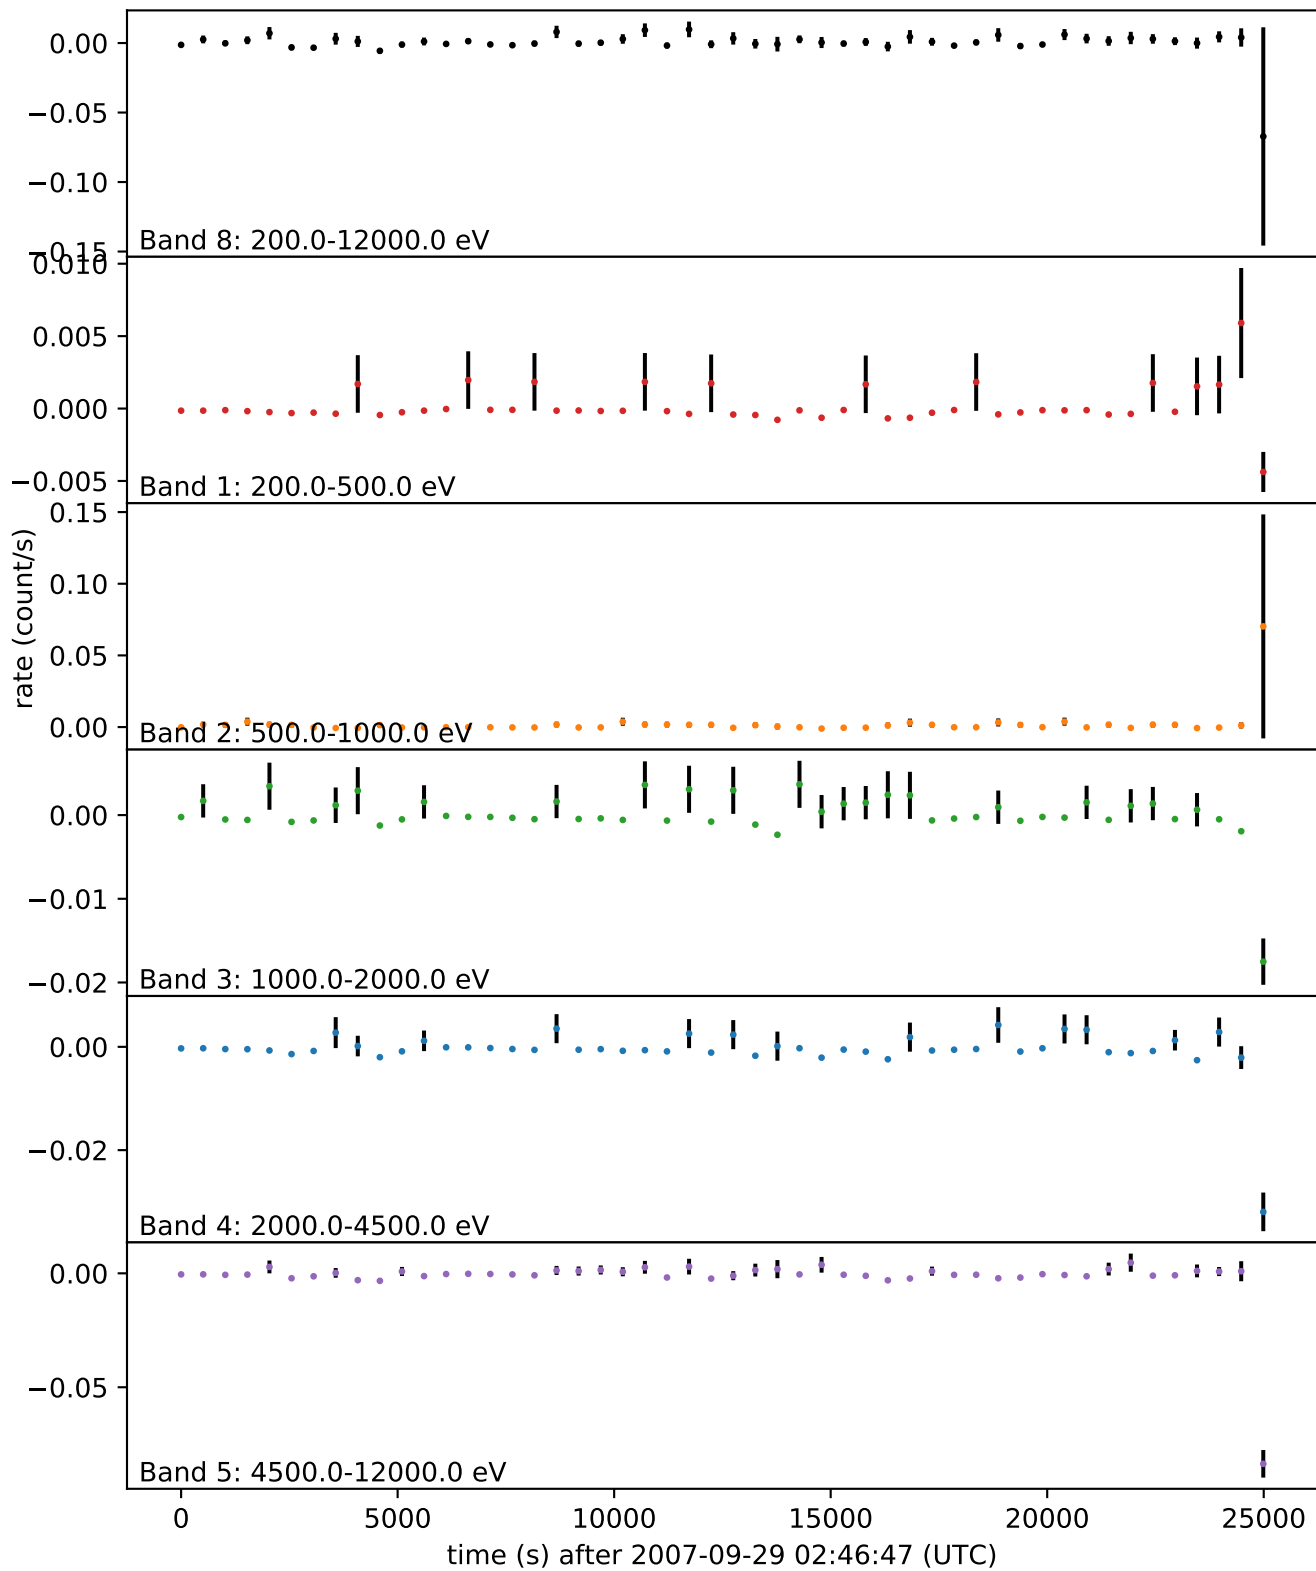 0.00
−0.05
−0.10
−0.15
Band 8: 200.0-12000.0 eV
0.010
0.005
0.000
−0.005
Band 1: 200.0-500.0 eV
rate (count/s)
0.15
0.10
0.05
0.00
Band 2: 500.0-1000.0 eV
0.00
−0.01
−0.02
Band 3: 1000.0-2000.0 eV
0.00
−0.02
Band 4: 2000.0-4500.0 eV
0.00
−0.05
Band 5: 4500.0-12000.0 eV
0 5000 10000 15000 20000 25000
time (s) after 2007-09-29 02:46:47 (UTC)